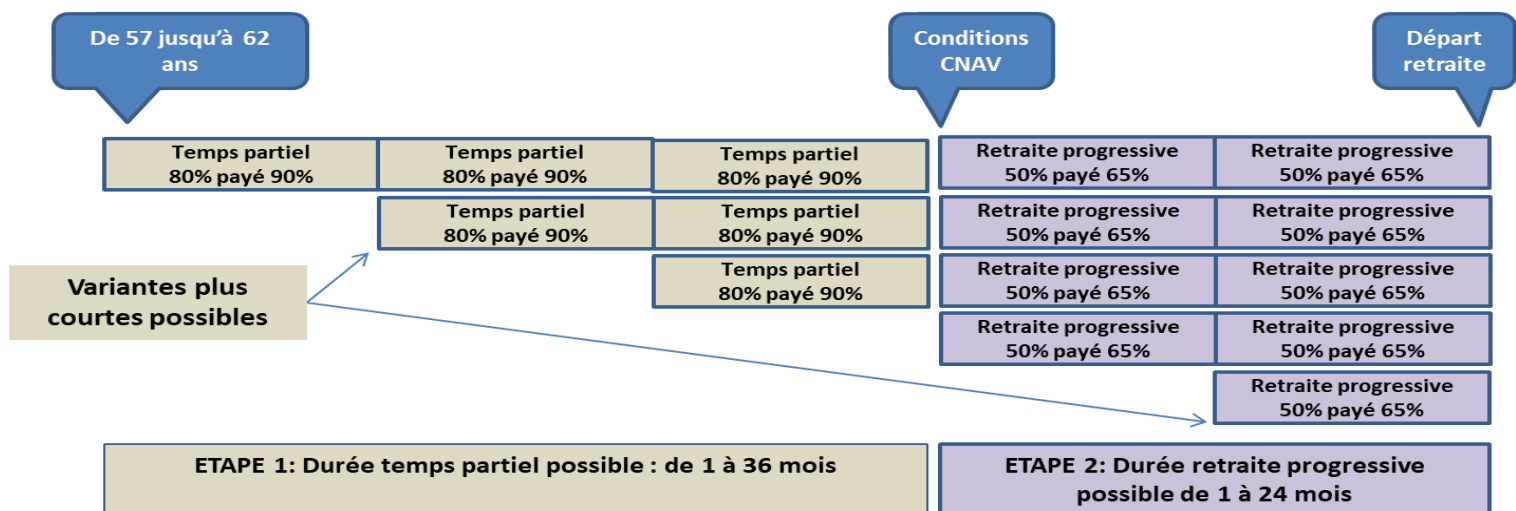 De 57 jusqu'à 62
ans
Conditions
CNAV
Départ
retraite
Temps partiel
80% payé 90%
Temps partiel
80% payé 90%
Temps partiel
80% payé 90%
Retraite progressive
50% payé 65%
Retraite progressive
50% payé 65%
Temps partiel
80% payé 90%
Temps partiel
80% payé 90%
Retraite progressive
50% payé 65%
Retraite progressive
50% payé 65%
Temps partiel
80% payé 90%
Retraite progressive
50% payé 65%
Retraite progressive
50% payé 65%
Variantes plus
courtes possibles
Retraite progressive
50% payé 65%
Retraite progressive
50% payé 65%
Retraite progressive
50% payé 65%
ETAPE 1: Durée temps partiel possible : de 1 à 36 mois
ETAPE 2: Durée retraite progressive
possible de 1 à 24 mois